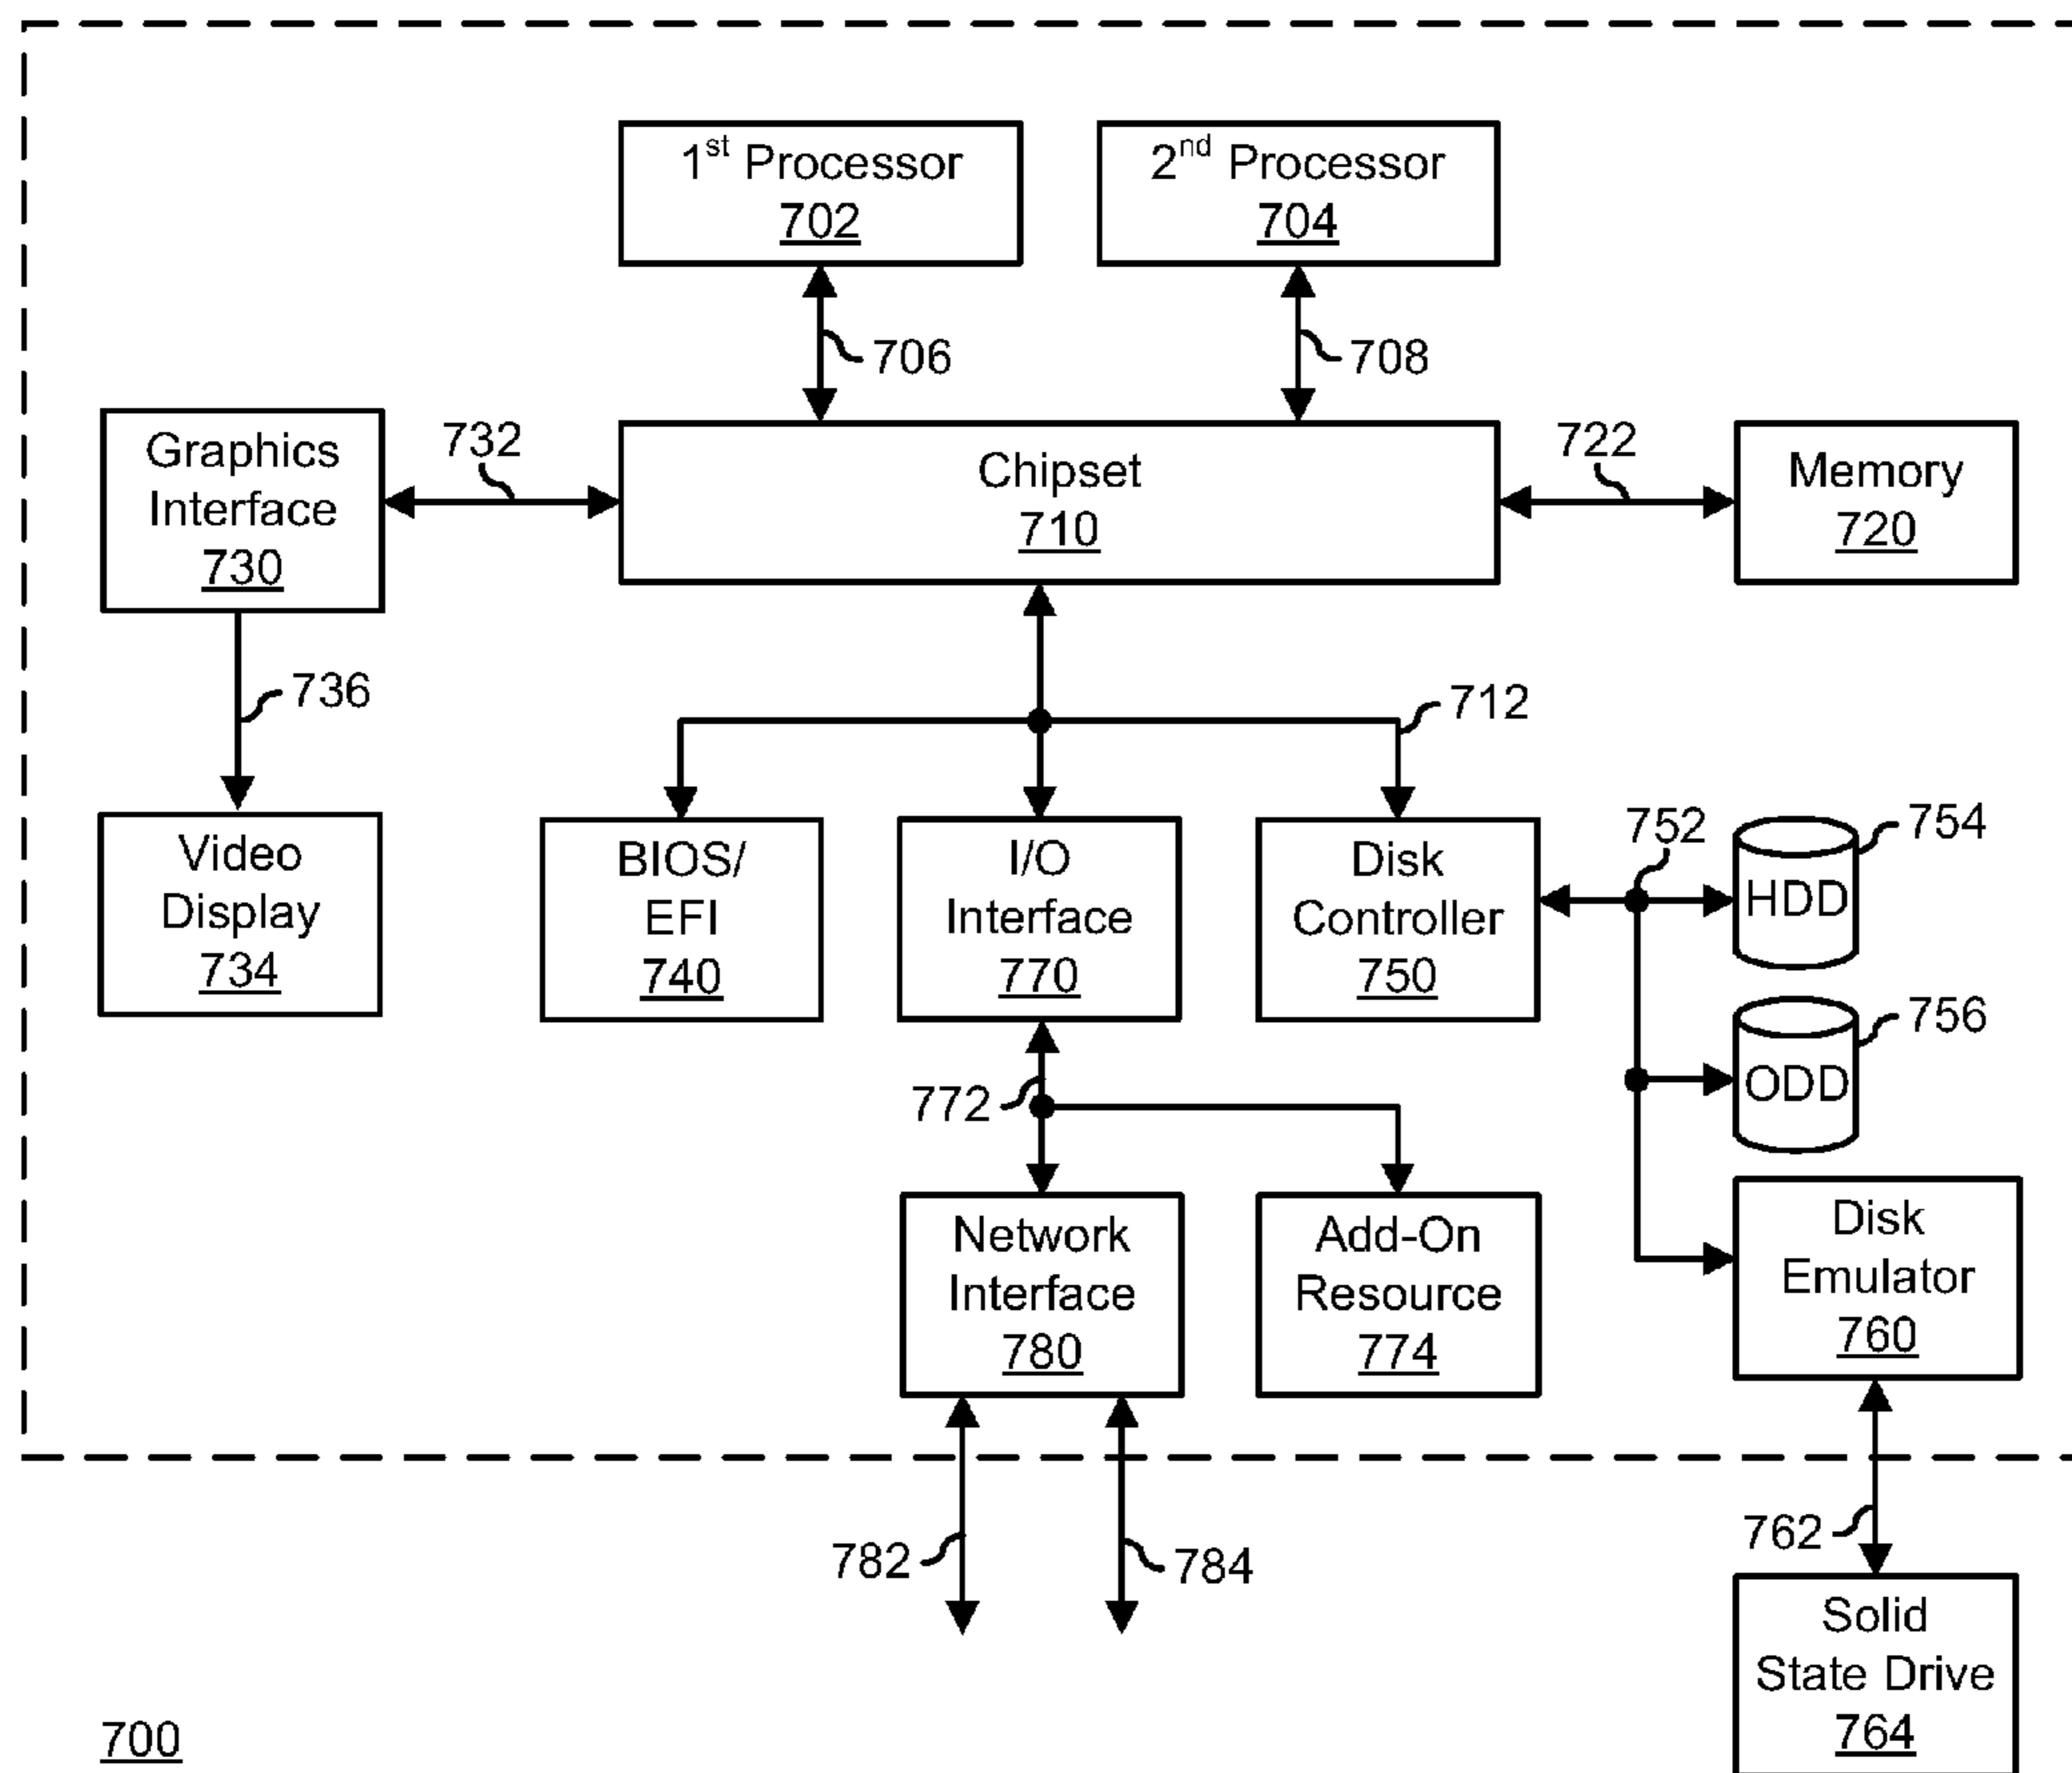 1st Processor
702
2nd Processor
704
706
708
Graphics
Interface
730
732
Chipset
710
722
Memory
720
736
712
Video
Display
734
BIOS/
EFI
740
I/O
Interface
770
Disk
Controller
750
752
754
HDD
756
ODD
772
Network
Interface
780
Add-On
Resource
774
Disk
Emulator
760
782
784
762
Solid
State Drive
764
700